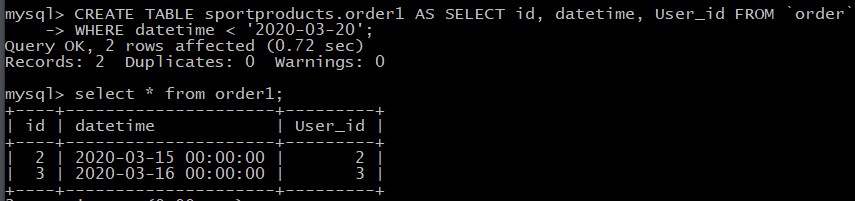 mysql> CREATE TABLE sportproducts.order1 AS SELECT id, datetime, User_id FROM `order`
    -> WHERE datetime < '2020-03-20';
Query OK, 2 rows affected (0.72 sec)
Records: 2  Duplicates: 0  Warnings: 0

mysql> select * from order1;
+----+---------------------+---------+
| id | datetime            | User_id |
+----+---------------------+---------+
|  2 | 2020-03-15 00:00:00 |       2 |
|  3 | 2020-03-16 00:00:00 |       3 |
+----+---------------------+---------+